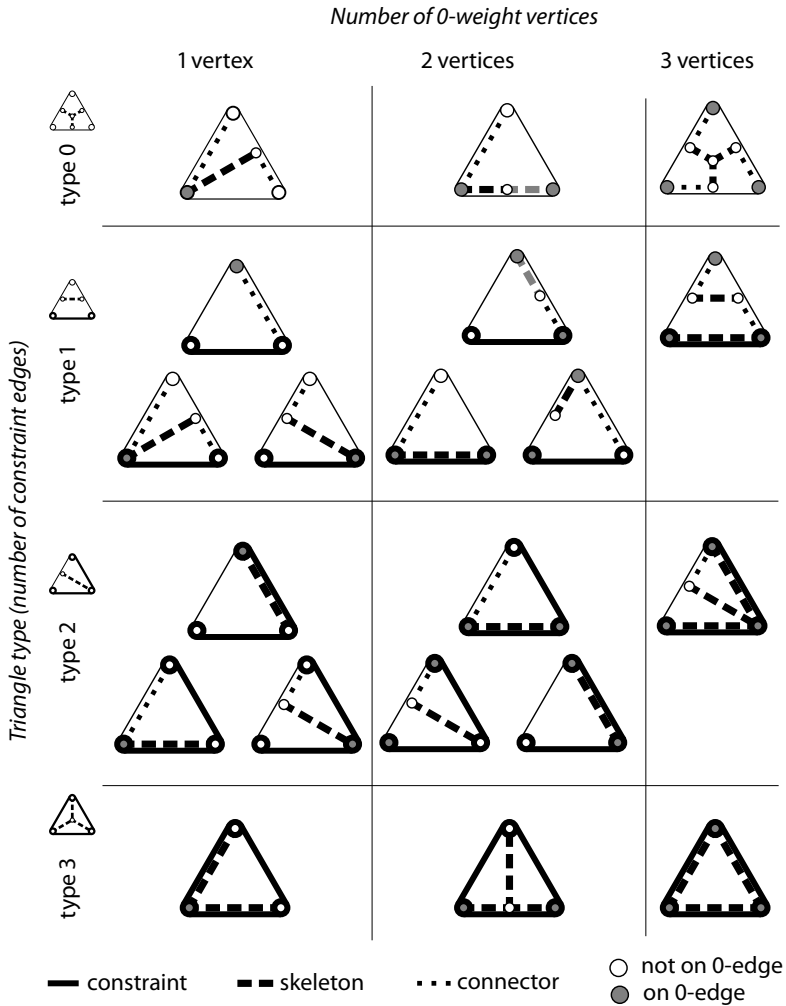 Number of 0-weight vertices
1 vertex
2 vertices
3 vertices
Triangle type (number of constraint edges)
type 0
type 1
type 2
type 3
constraint
skeleton
connector
not on 0-edge
on 0-edge